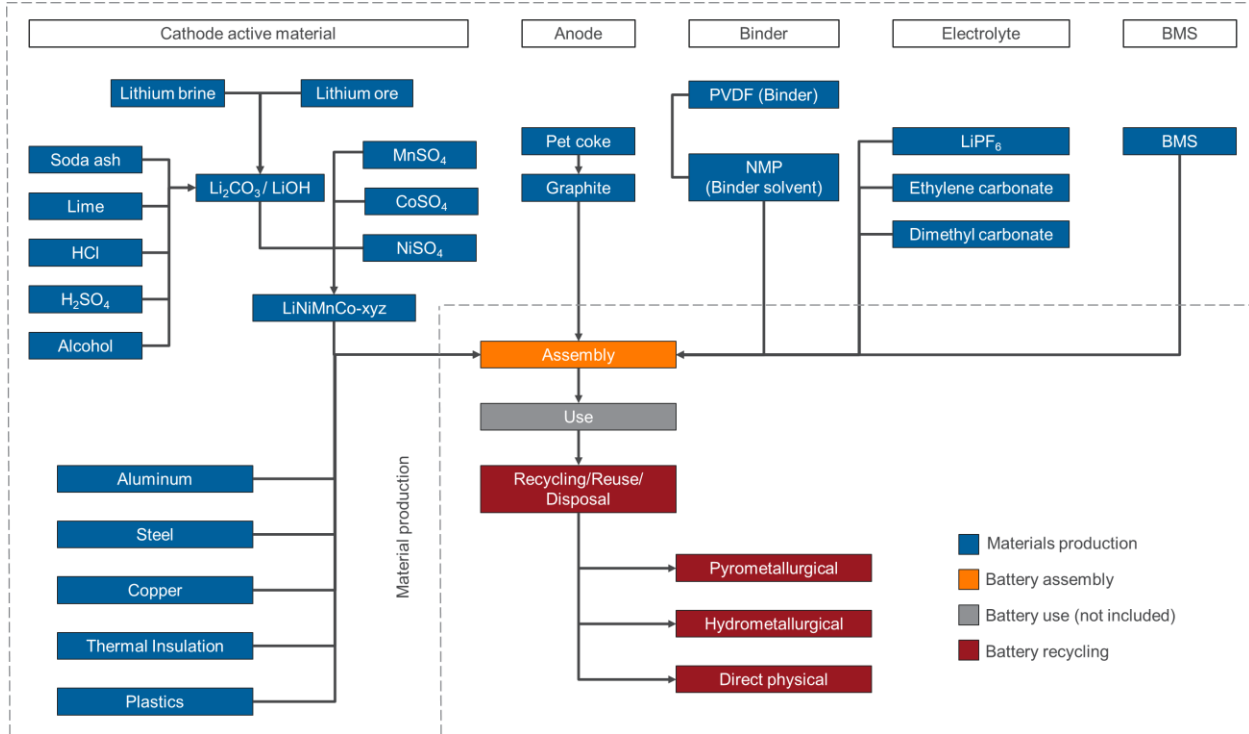 Cathode active material
Anode
Binder
Electrolyte
BMS
Lithium brine
Lithium ore
PVDF (Binder)
Soda ash
Lime
HCl
H₂SO₄
Alcohol
Li₂CO₃ / LiOH
MnSO₄
CoSO₄
NiSO₄
LiNiMnCo-xyz
Pet coke
Graphite
NMP
(Binder solvent)
LiPF₆
Ethylene carbonate
Dimethyl carbonate
BMS
Assembly
Use
Recycling/Reuse/
Disposal
Aluminum
Steel
Copper
Thermal Insulation
Plastics
Material production
Pyrometallurgical
Hydrometallurgical
Direct physical
Materials production
Battery assembly
Battery use (not included)
Battery recycling